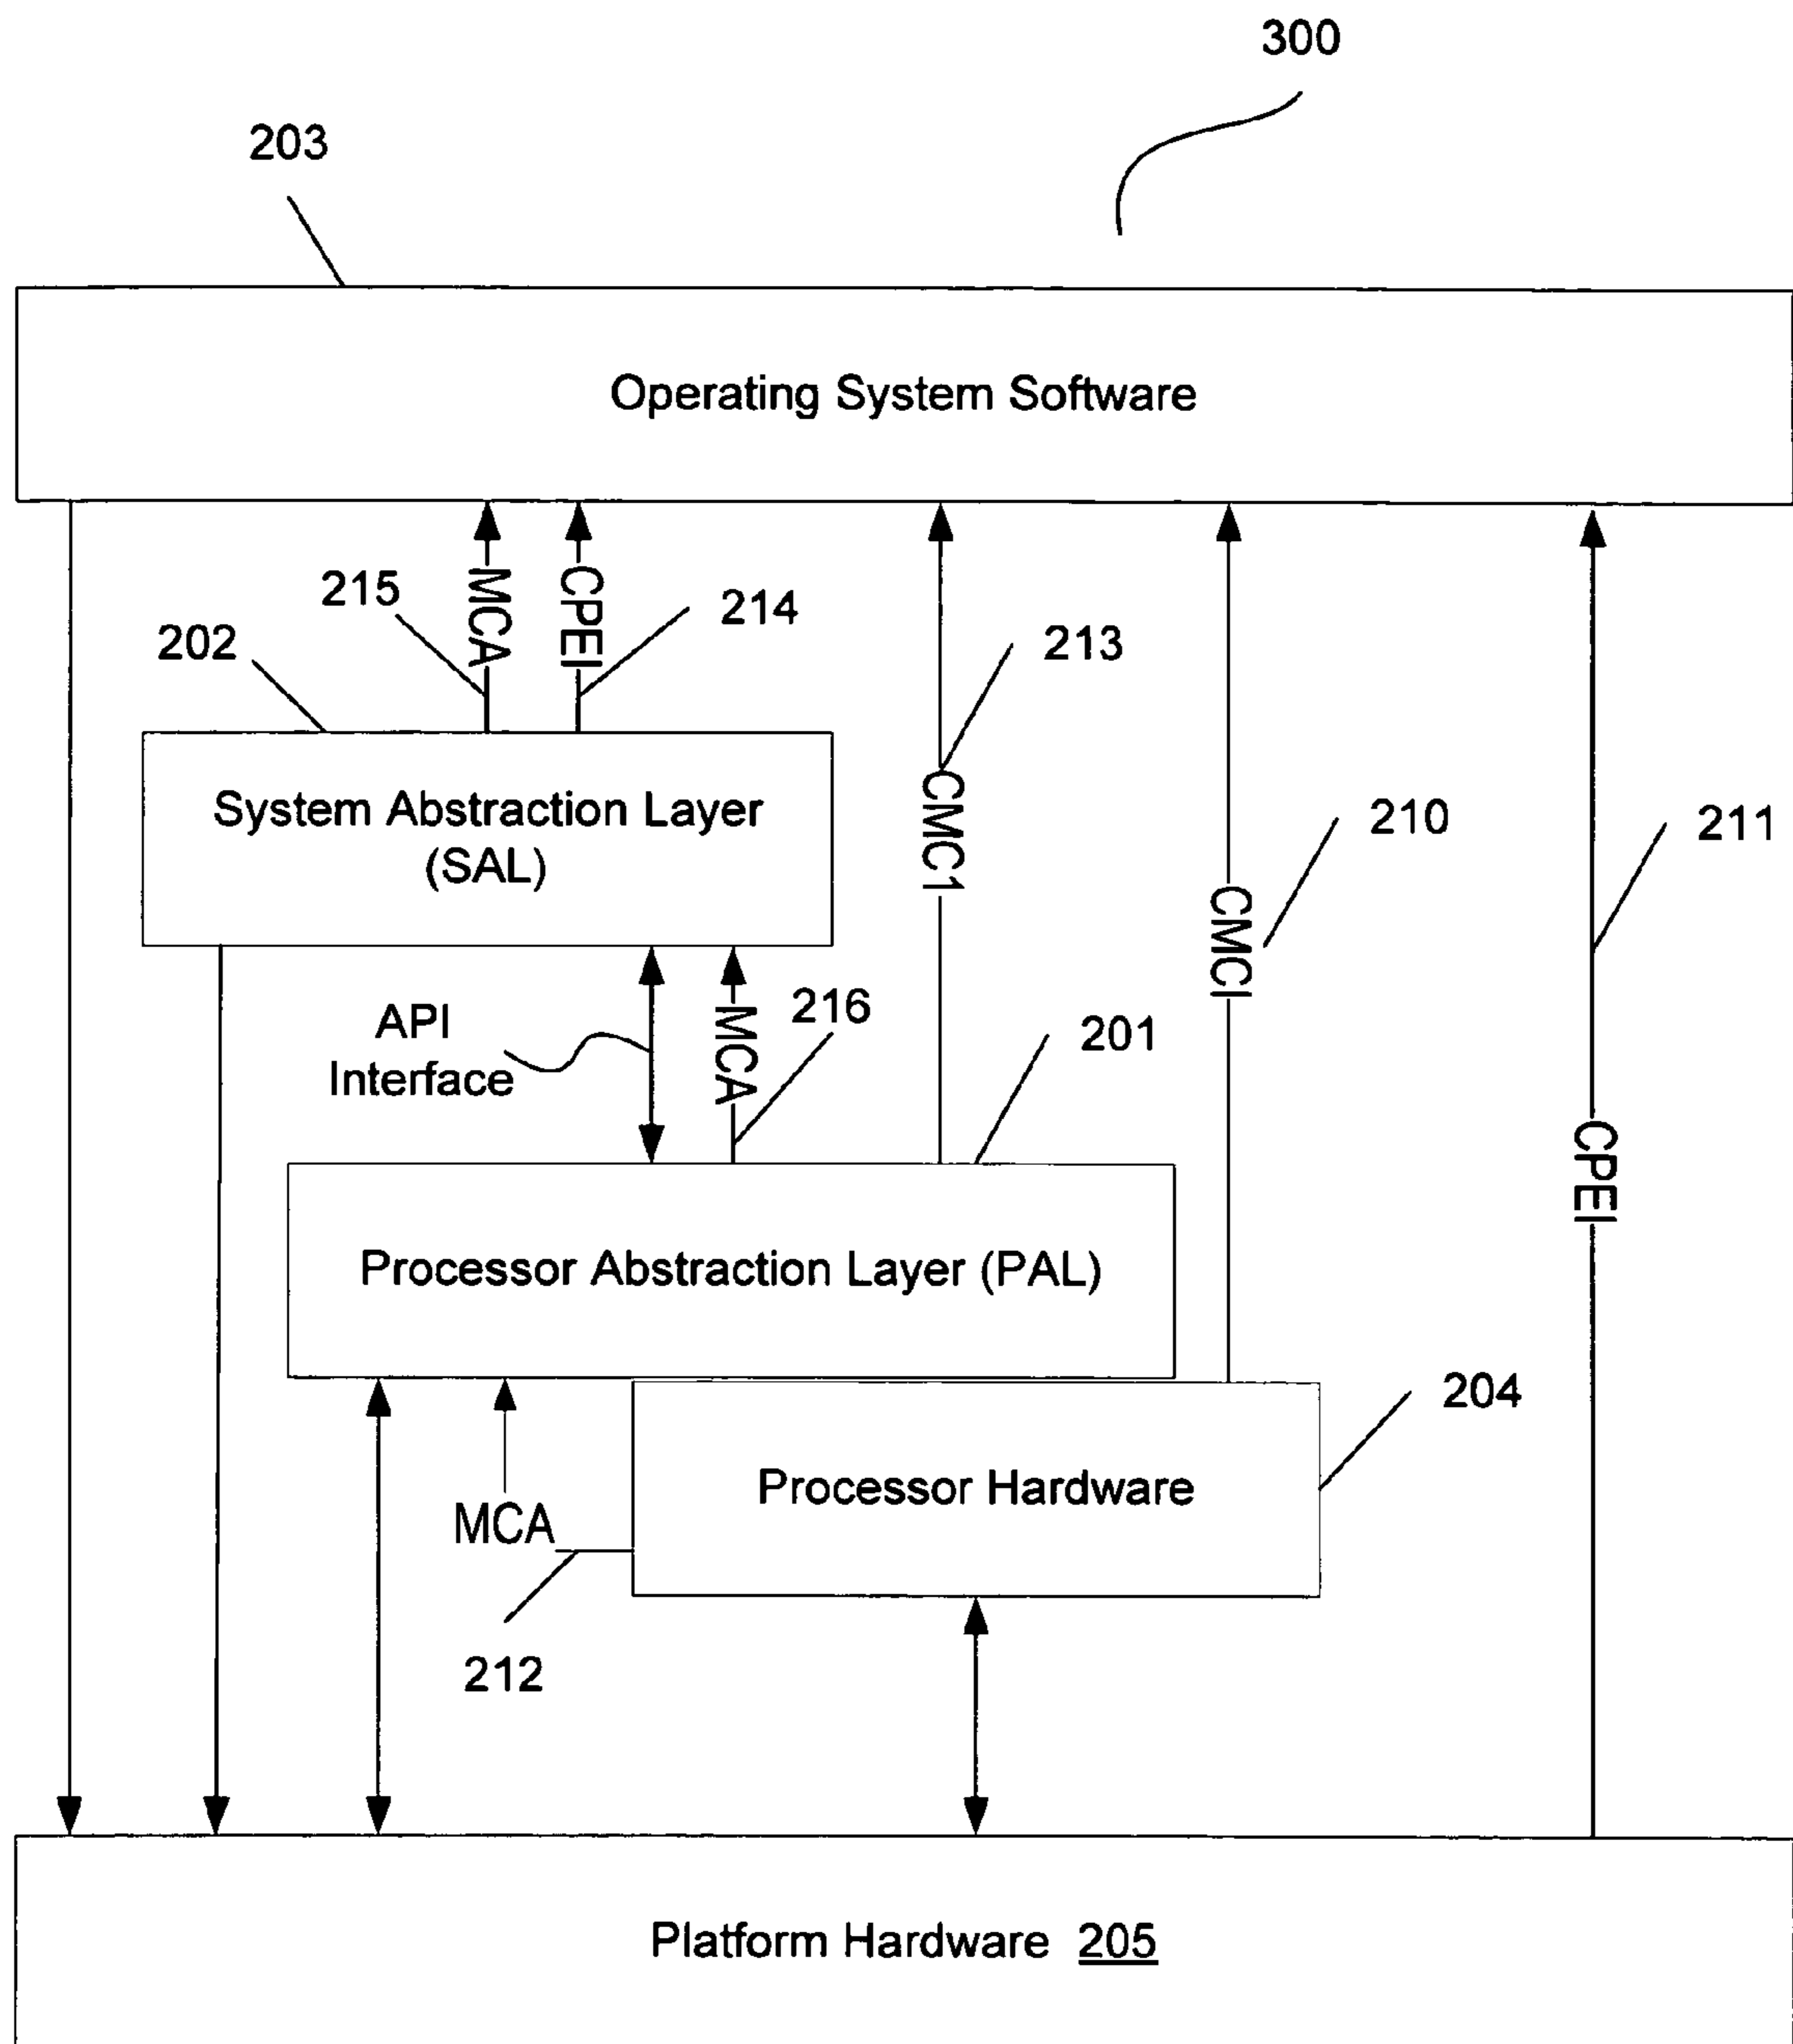 300
203
Operating System Software
215
MCA
CPEI
214
202
213
System Abstraction Layer
(SAL)
CMC1
210
211
CMCI
API
Interface
MCA
216
201
CPEI
Processor Abstraction Layer (PAL)
204
Processor Hardware
MCA
212
Platform Hardware 205